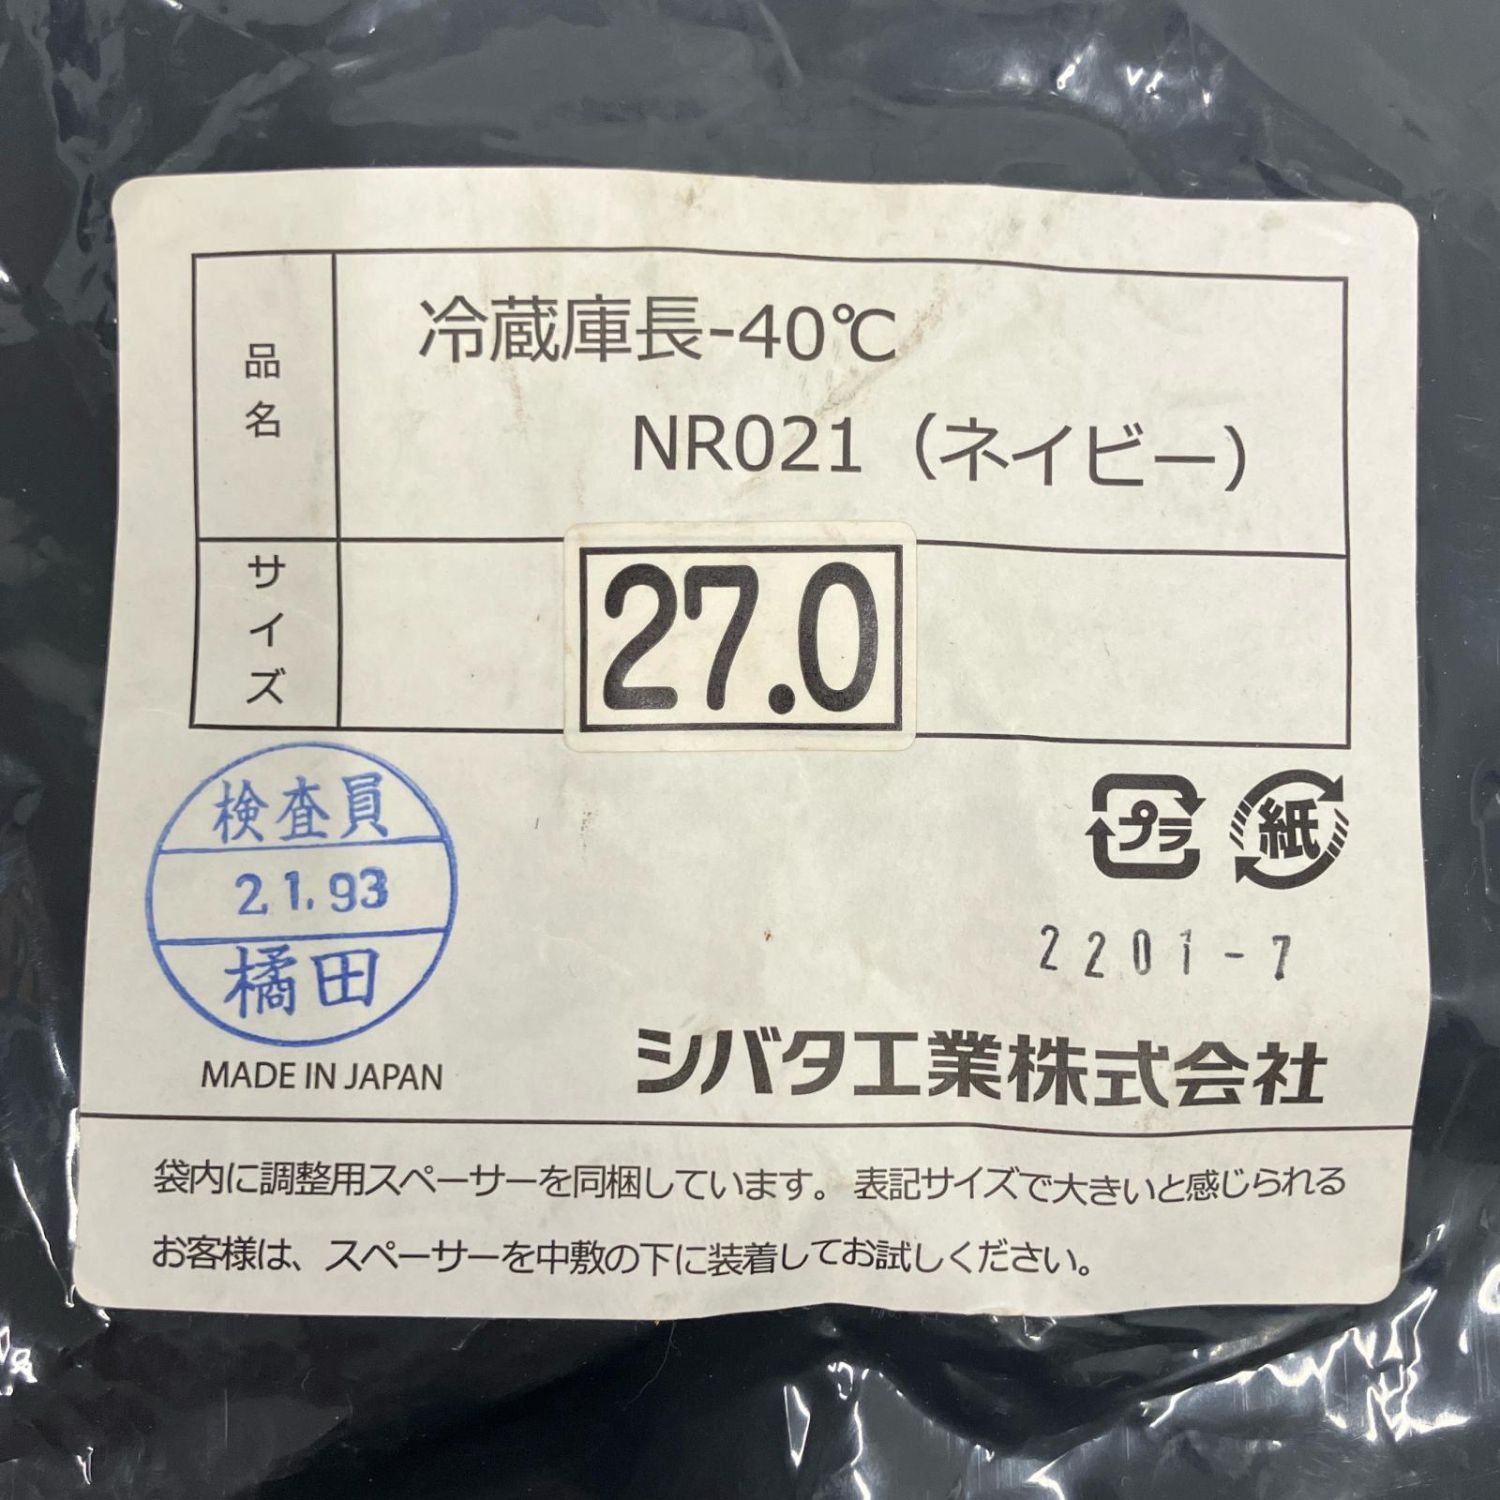 品名
冷蔵庫長-40℃
NR021（ネイビー）
サイズ
27.0
検査員
21.93
橘田
MADE IN JAPAN
プラ
紙
2201-7
シバタ工業株式会社
袋内に調整用スペーサーを同梱しています。表記サイズで大きいと感じられる
お客様は、スペーサーを中敷の下に装着してお試しください。